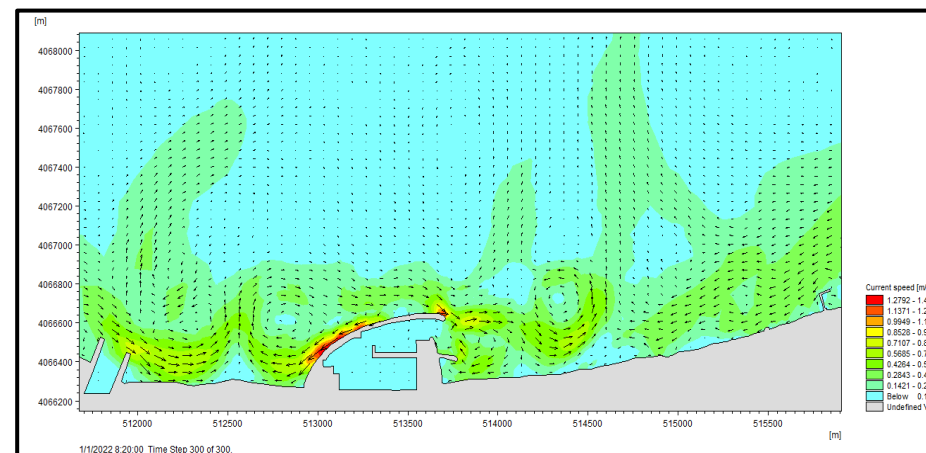 [m]
4068000
4067800
4067600
4067400
4067200
4067000
4066800
4066600
4066400
4066200
512000 512500 513000 513500 514000 514500 515000 515500
[m]
1/1/2022 8:20:00 Time Step 300 of 300.
Current speed [m/
1.2792 - 1.4
1.1371 - 1.2
0.9949 - 1.1
0.8528 - 0.9
0.7107 - 0.8
0.5685 - 0.7
0.4264 - 0.5
0.2843 - 0.4
0.1421 - 0.2
Below 0.1
Undefined V